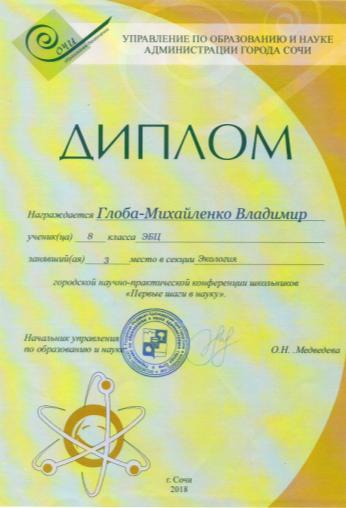 Сочи
УПРАВЛЕНИЕ ПО ОБРАЗОВАНИЮ И НАУКЕ
АДМИНИСТРАЦИИ ГОРОДА СОЧИ
ДИПЛОМ
Награждается Глоба-Михайленко Владимир
ученик(ца) 8 класса ЭБЦ
занявший(ая) 3 место в секции Экология
городской научно-практической конференции школьников
«Первые шаги в науку».
Начальник управления
по образованию и науке
О.Н. Медведева
г. Сочи
2018